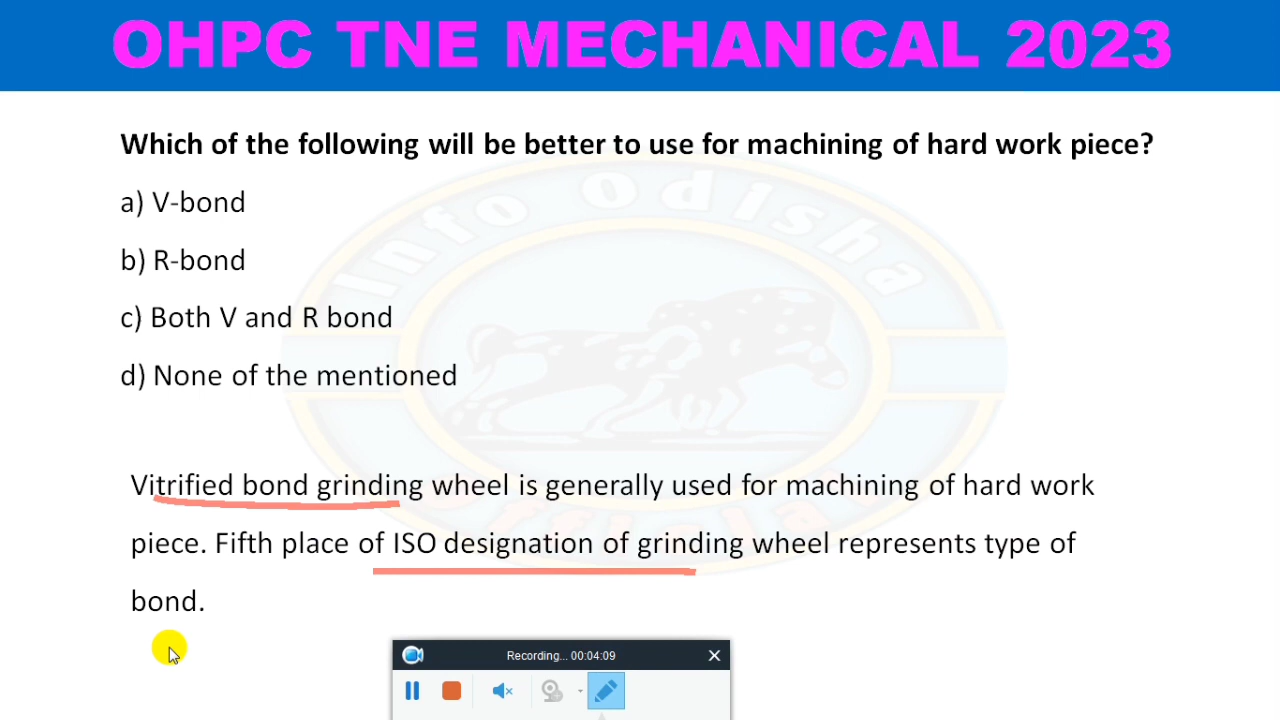 OHPC TNE MECHANICAL 2023
Which of the following will be better to use for machining of hard work piece?
a) V-bond
b) R-bond
c) Both V and R bond
d) None of the mentioned
Info Odisha
Vitrified bond grinding wheel is generally used for machining of hard work
piece. Fifth place of ISO designation of grinding wheel represents type of
bond.
Official
Recording... 00:04:09